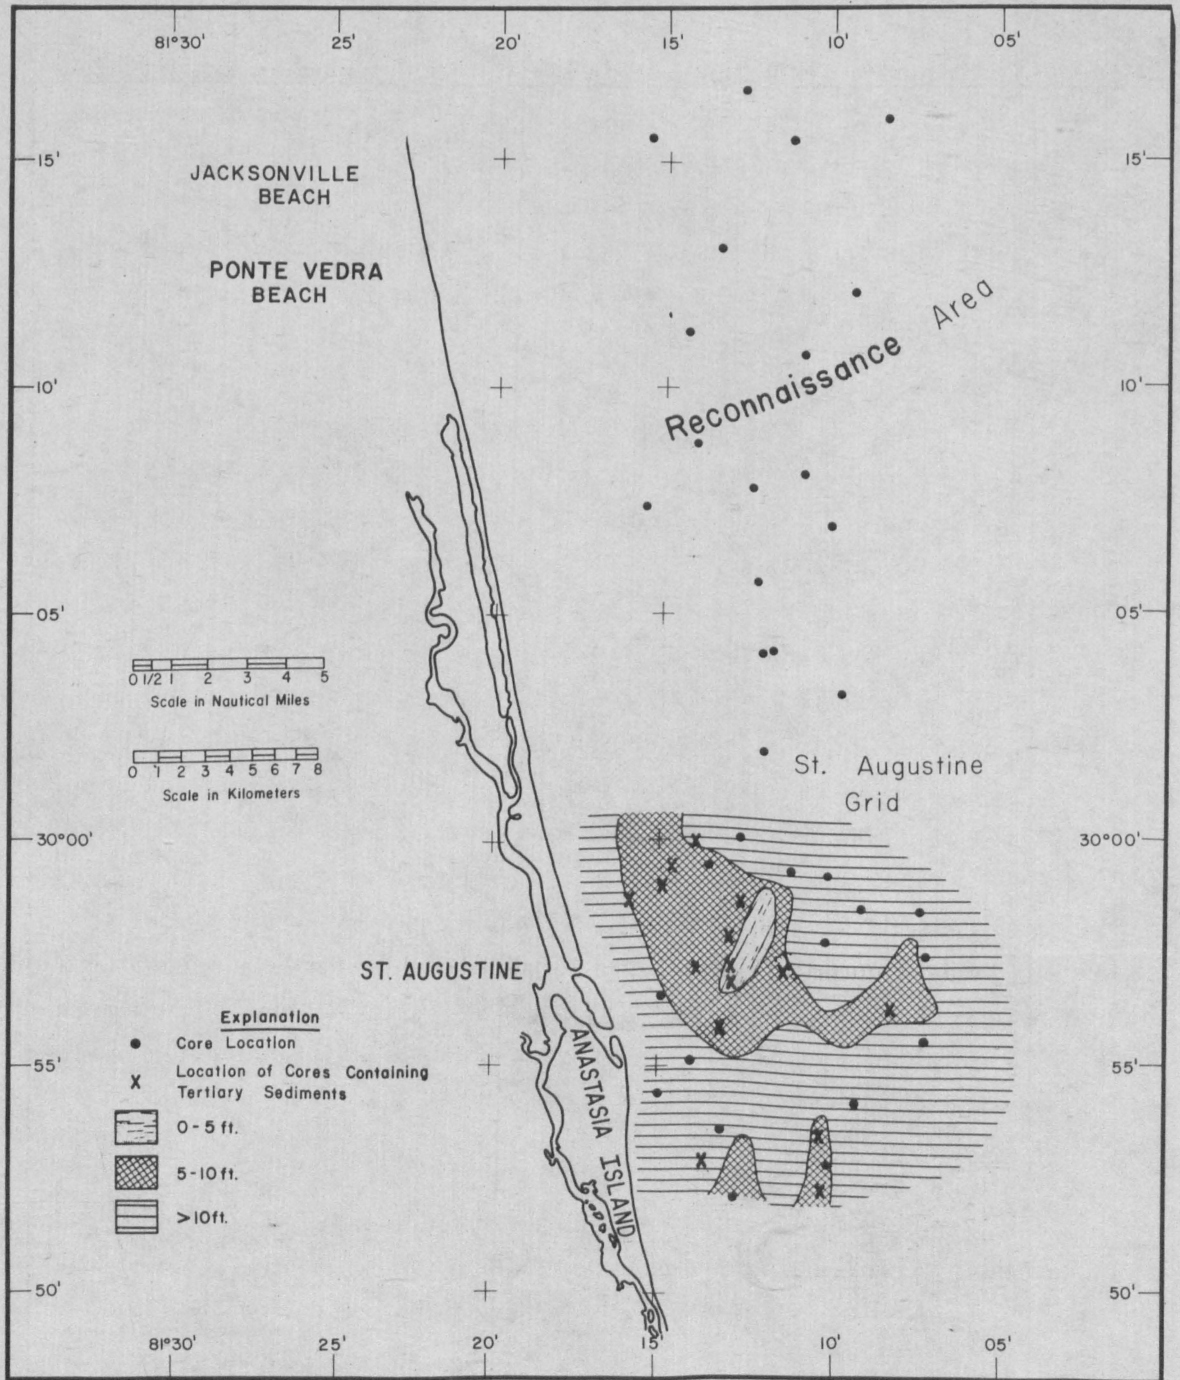 81°30' 25' 20' 15' 10' 05'
15' 15'
JACKSONVILLE
BEACH
PONTE VEDRA
BEACH
Reconnaissance Area
10' 10'
05' 05'
0 1/2 1 2 3 4 5
Scale in Nautical Miles
0 1 2 3 4 5 6 7 8
Scale in Kilometers
St. Augustine
Grid
30°00' 30°00'
ST. AUGUSTINE
ANASTASIA ISLAND
Explanation
Core Location
X Location of Cores Containing
Tertiary Sediments
0-5 ft.
5-10 ft.
>10 ft.
55' 55'
50' 50'
81°30' 25' 20' 15' 10' 05'